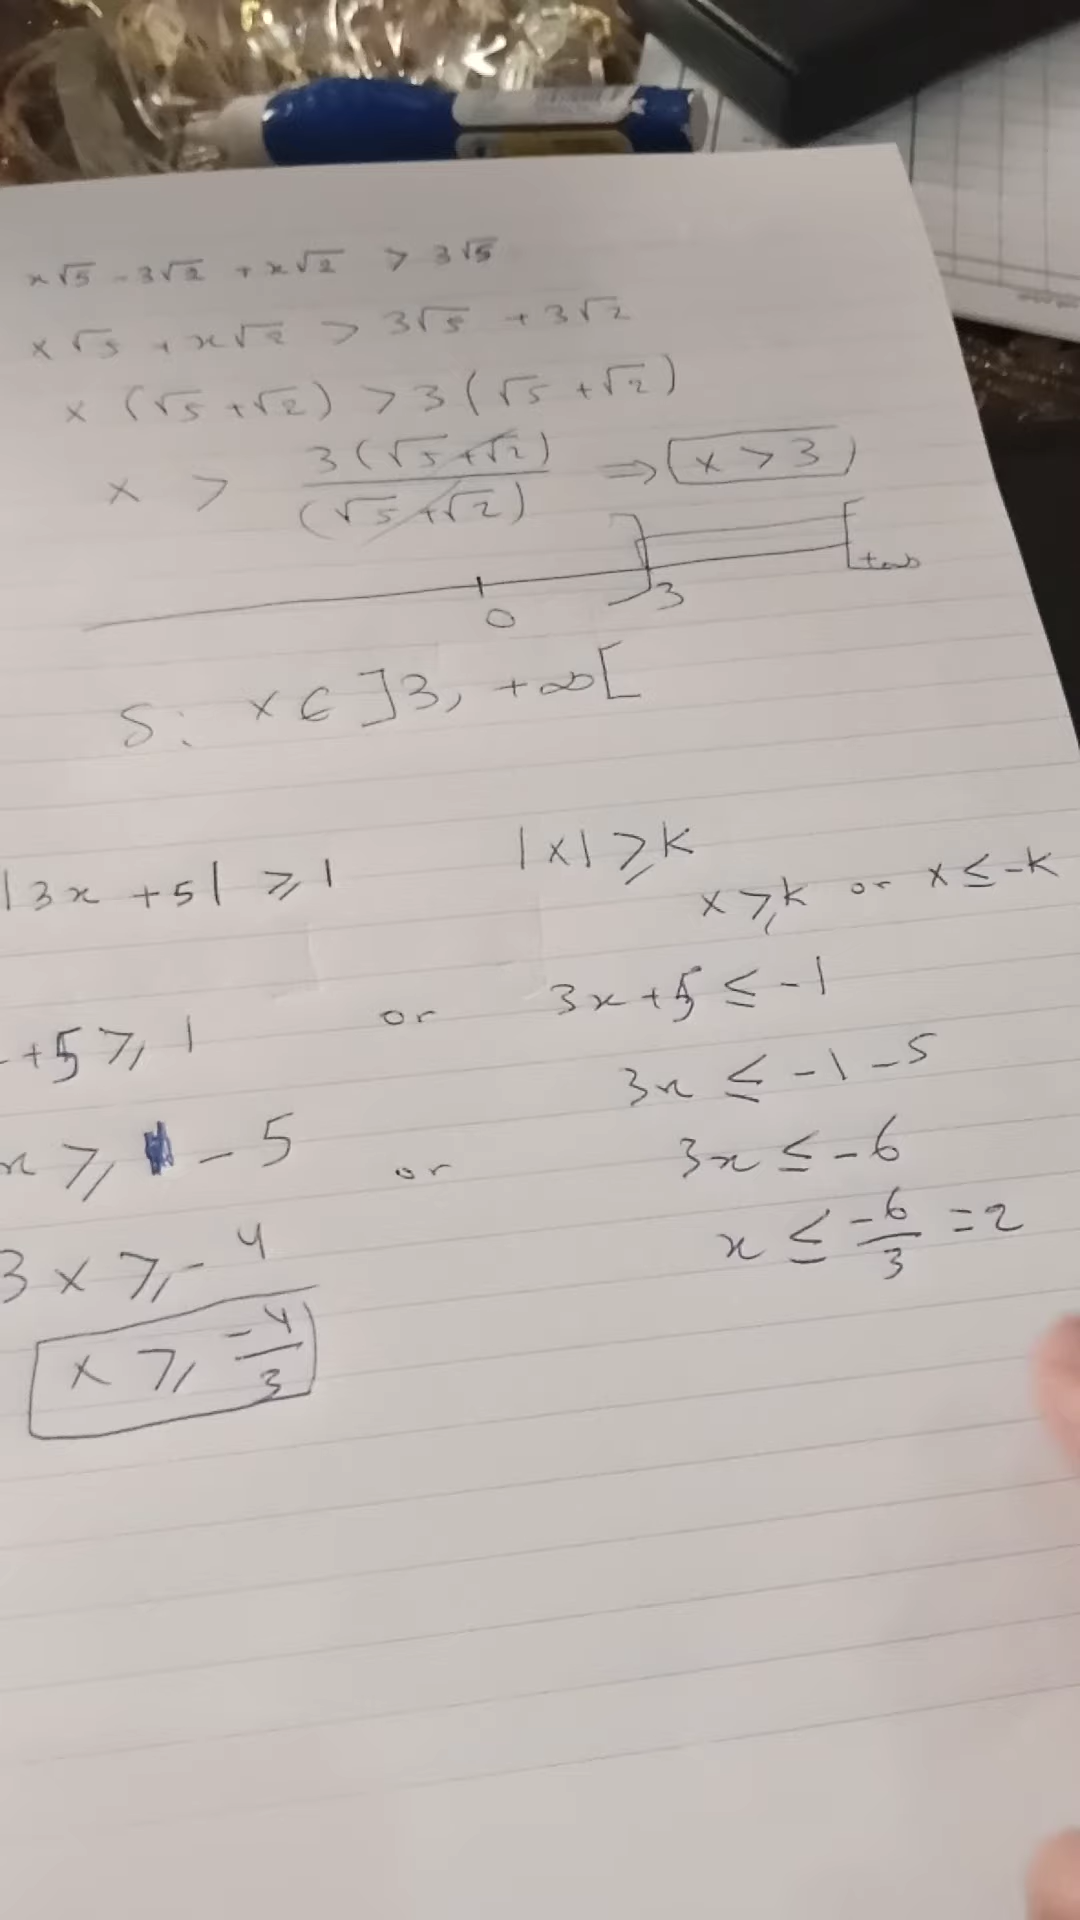 x√5 - 3√2 + x√2 > 3√5
x√5 + x√2 > 3√5 + 3√2
x (√5 + √2) > 3 (√5 + √2)
x > 3(√5+√2) / (√5+√2) ⇒ x > 3
0 3 +∞
S: x ∈ ]3, +∞[
|3x + 5| ⩾ 1
|x| ⩾ k
x ⩾ k or x ≤ -k
+5 ⩾ 1 or 3x + 5 ≤ -1
3x ≤ -1 - 5
x ⩾ 1 - 5 or 3x ≤ -6
3x ⩾ -4
x ≤ -6/3 = 2
x ⩾ -4/3